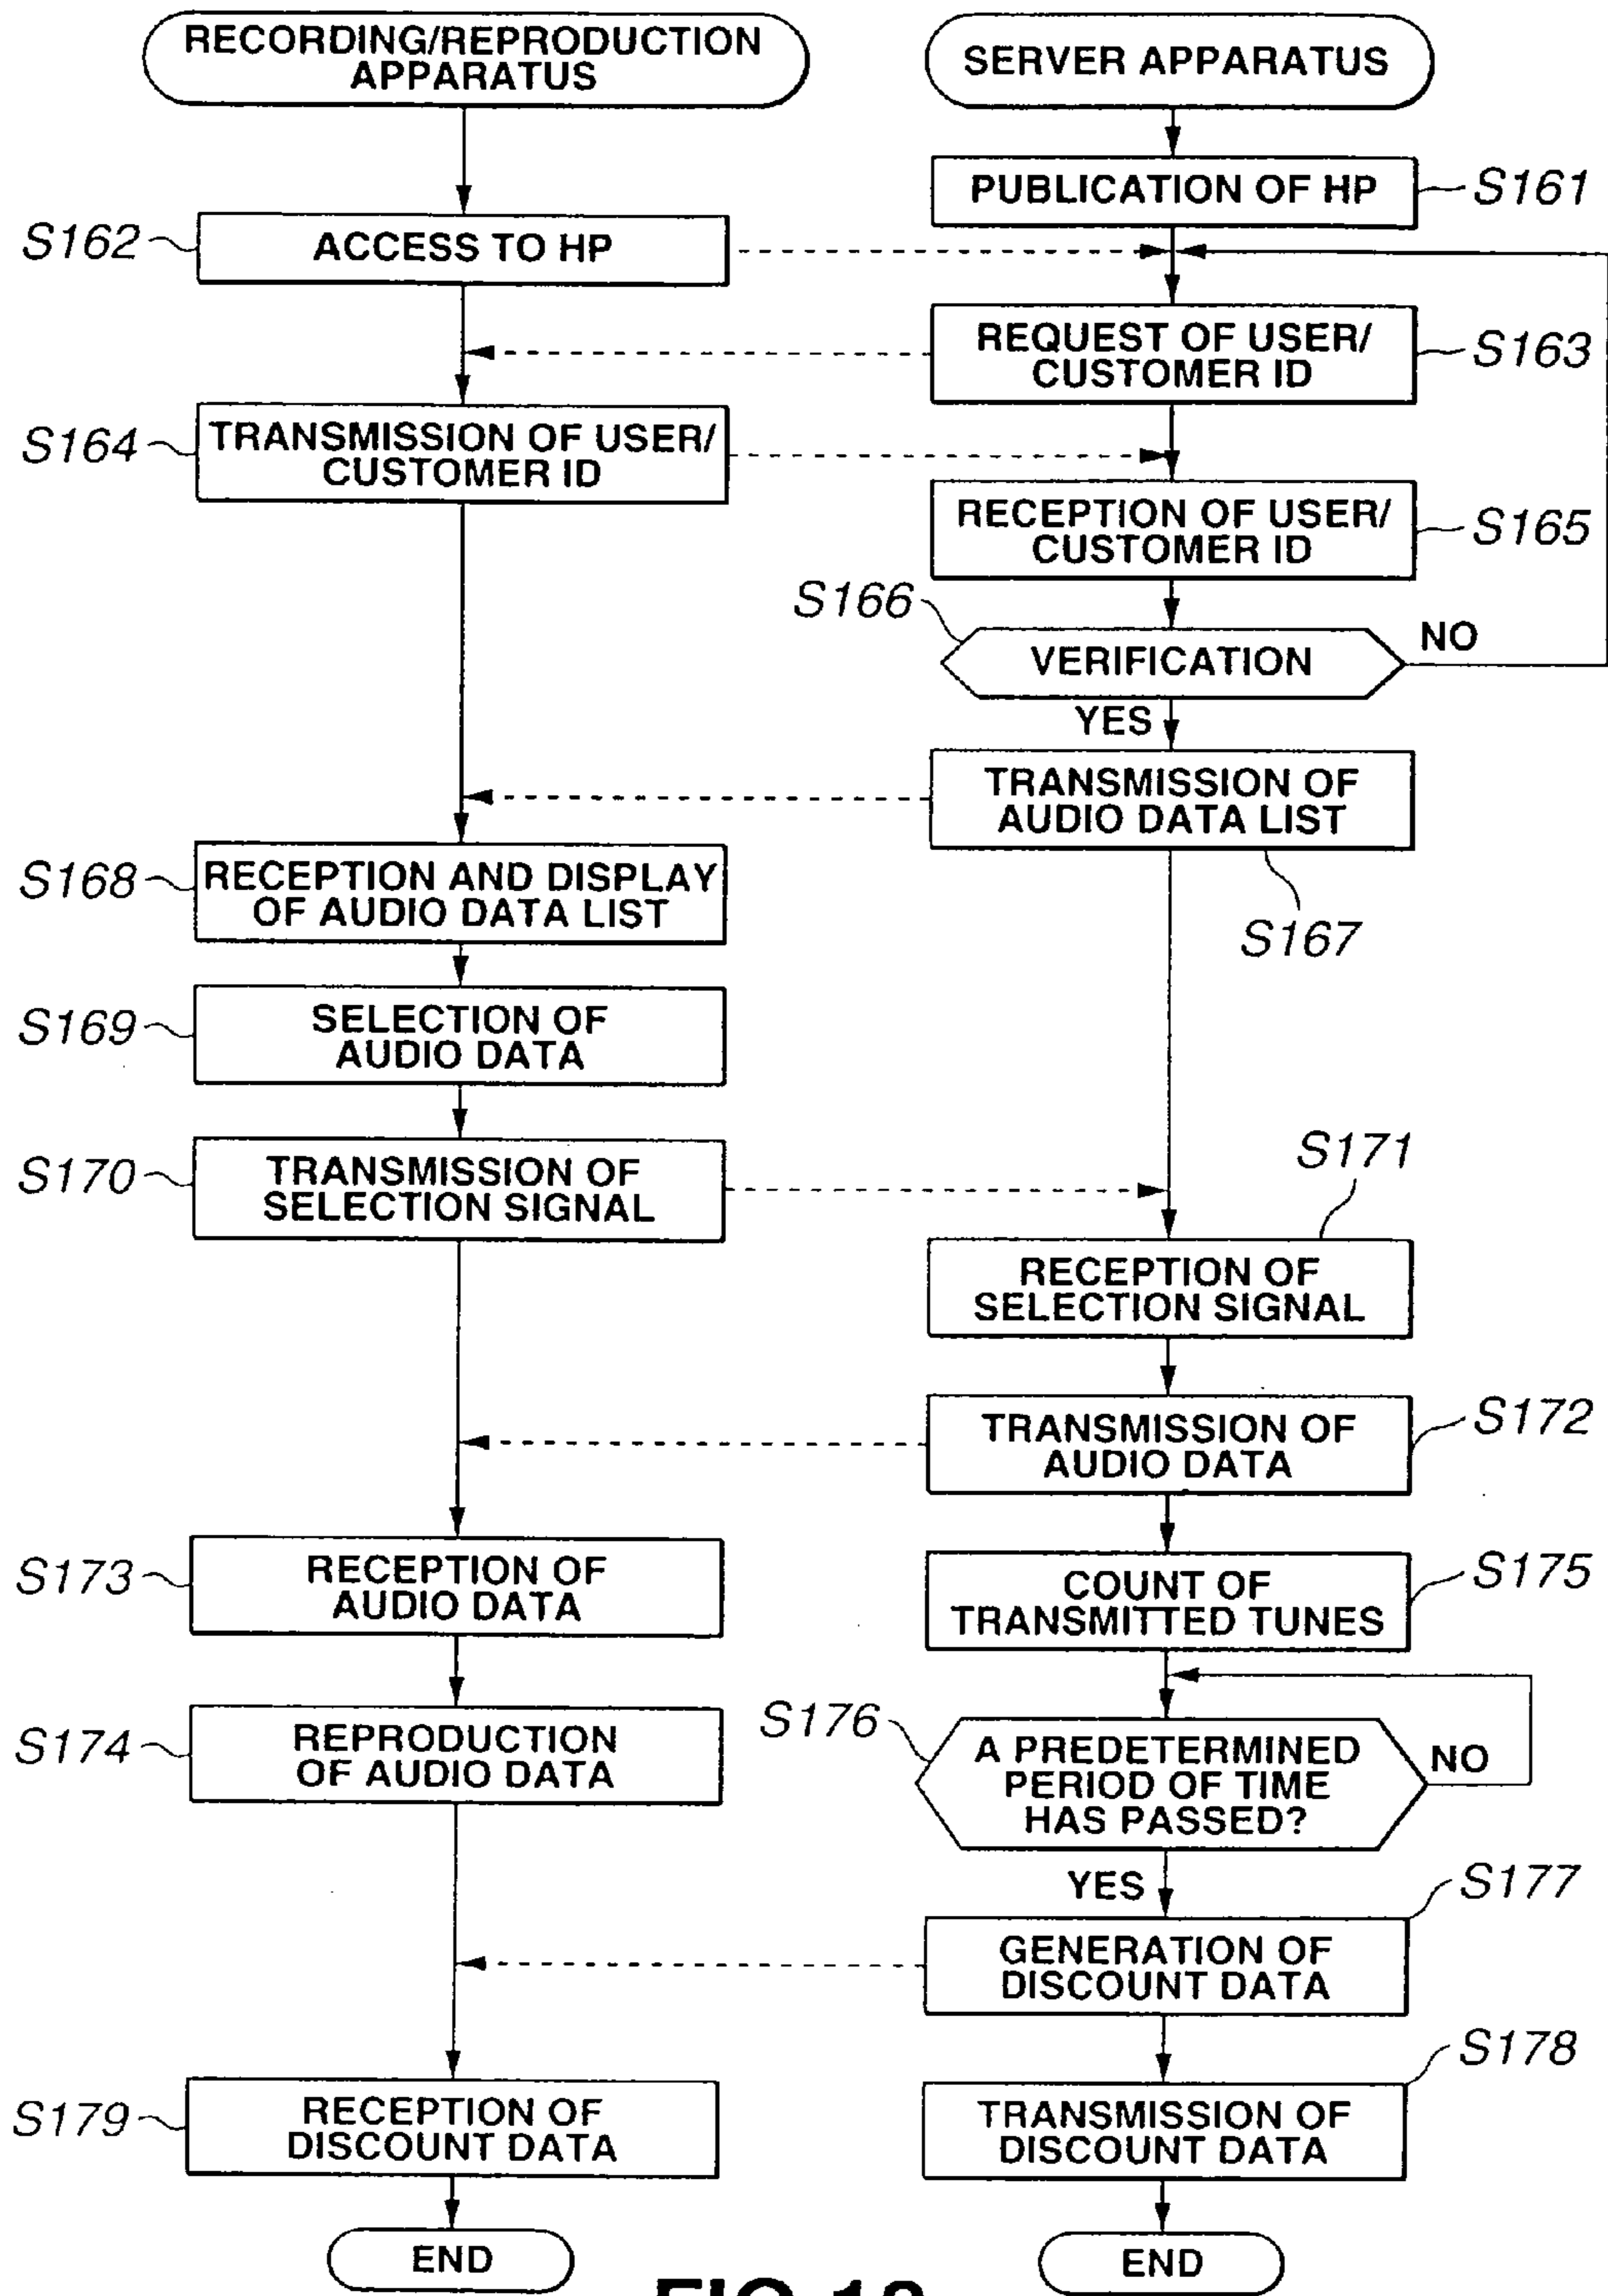 RECORDING/REPRODUCTION
APPARATUS
SERVER APPARATUS
PUBLICATION OF HP
S161
S162
ACCESS TO HP
REQUEST OF USER/
CUSTOMER ID
S163
S164
TRANSMISSION OF USER/
CUSTOMER ID
RECEPTION OF USER/
CUSTOMER ID
S165
S166
VERIFICATION
NO
YES
TRANSMISSION OF
AUDIO DATA LIST
S167
S168
RECEPTION AND DISPLAY
OF AUDIO DATA LIST
S169
SELECTION OF
AUDIO DATA
S170
TRANSMISSION OF
SELECTION SIGNAL
S171
RECEPTION OF
SELECTION SIGNAL
TRANSMISSION OF
AUDIO DATA
S172
S173
RECEPTION OF
AUDIO DATA
COUNT OF
TRANSMITTED TUNES
S175
S174
REPRODUCTION
OF AUDIO DATA
S176
A PREDETERMINED
PERIOD OF TIME
HAS PASSED?
NO
YES
S177
GENERATION OF
DISCOUNT DATA
S178
TRANSMISSION OF
DISCOUNT DATA
S179
RECEPTION OF
DISCOUNT DATA
END
END